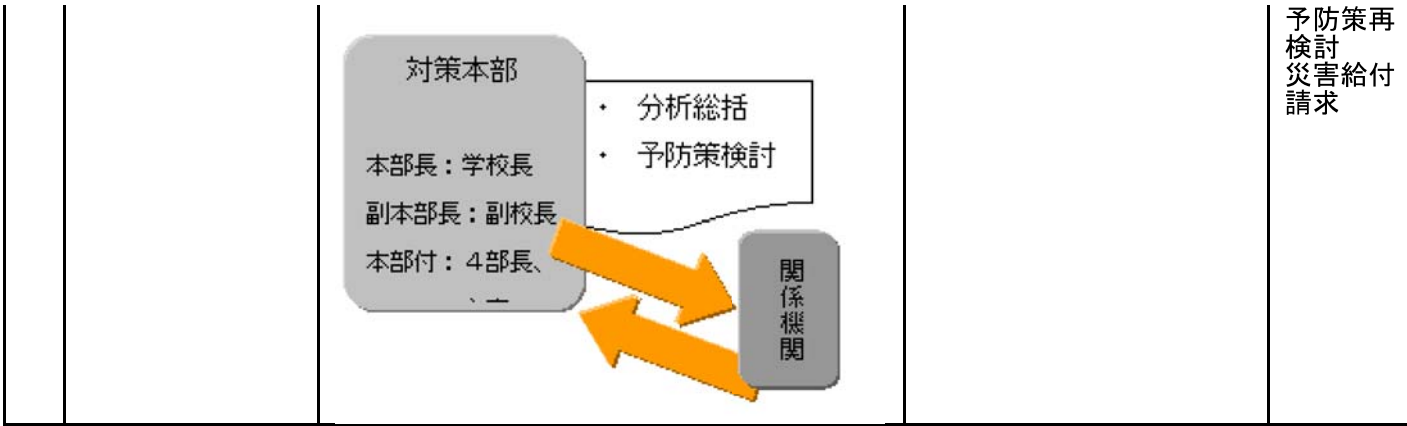 対策本部
本部長：学校長
副本部長：副校長
本部付：４部長、
・ 分析総括
・ 予防策検討
関係機関
予防策再
検討
災害給付
請求